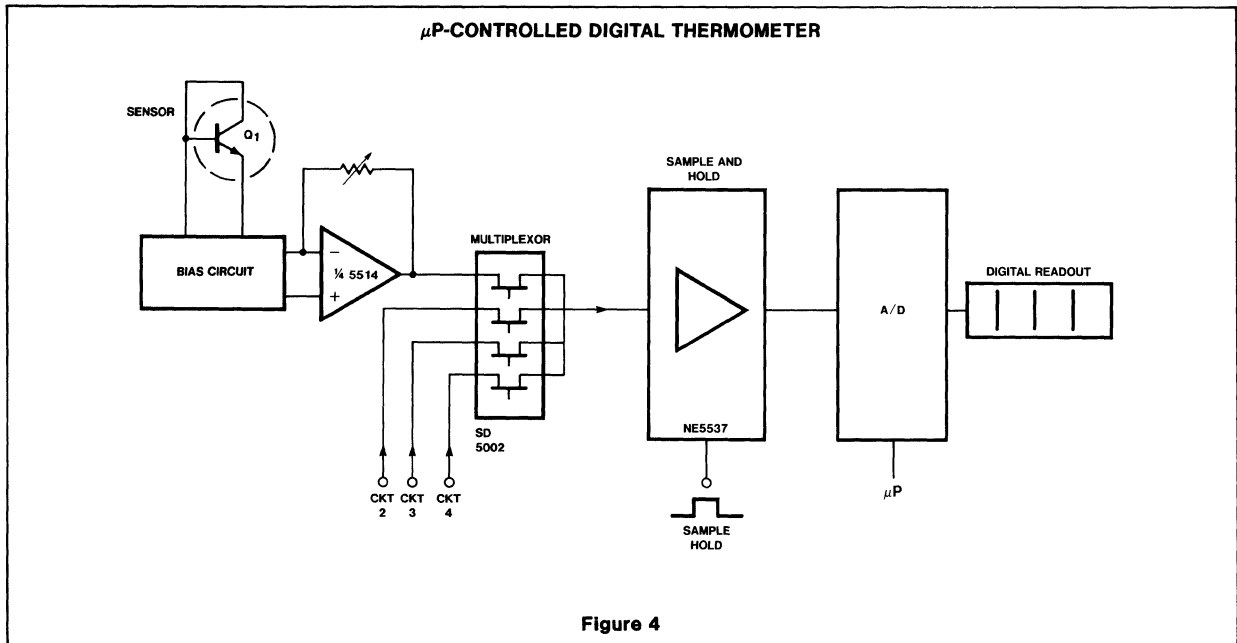 μP-CONTROLLED DIGITAL THERMOMETER
SENSOR
Q1
BIAS CIRCUIT
−
¼ 5514
+
MULTIPLEXOR
SD
5002
CKT
2
CKT
3
CKT
4
SAMPLE AND
HOLD
NE5537
SAMPLE
HOLD
A/D
μP
DIGITAL READOUT
Figure 4